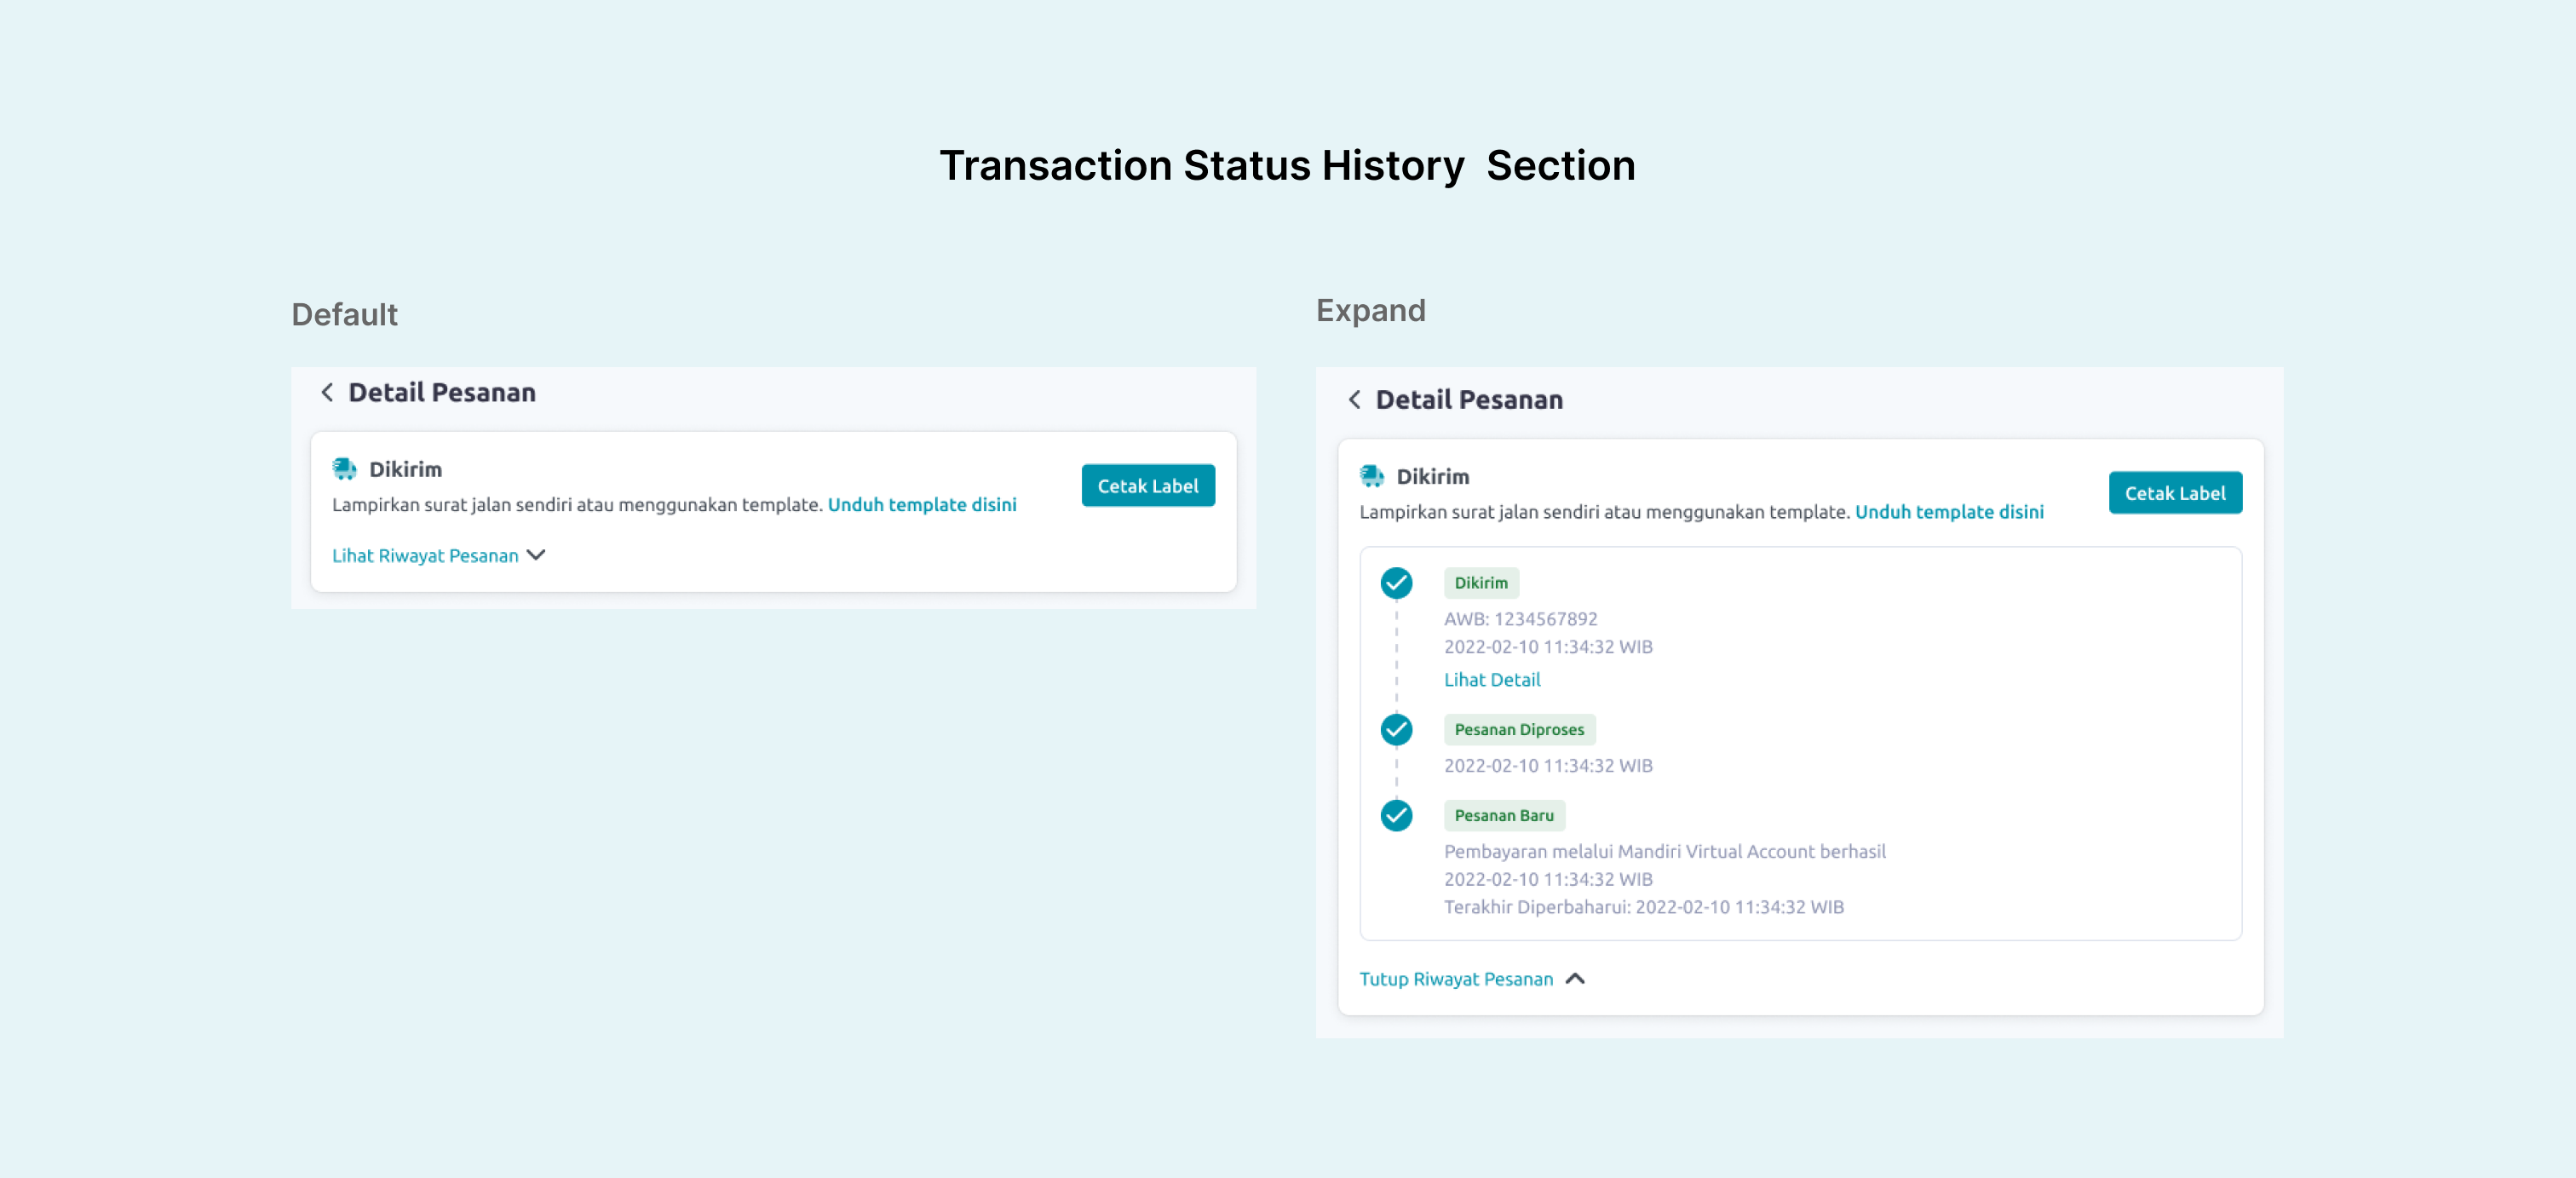 Transaction Status History Section
Default
Detail Pesanan
Dikirim
Lampirkan surat jalan sendiri atau menggunakan template. Unduh template disini
Cetak Label
Lihat Riwayat Pesanan
Expand
Detail Pesanan
Dikirim
Lampirkan surat jalan sendiri atau menggunakan template. Unduh template disini
Cetak Label
Dikirim
AWB: 1234567892
2022-02-10 11:34:32 WIB
Lihat Detail
Pesanan Diproses
2022-02-10 11:34:32 WIB
Pesanan Baru
Pembayaran melalui Mandiri Virtual Account berhasil
2022-02-10 11:34:32 WIB
Terakhir Diperbaharui: 2022-02-10 11:34:32 WIB
Tutup Riwayat Pesanan